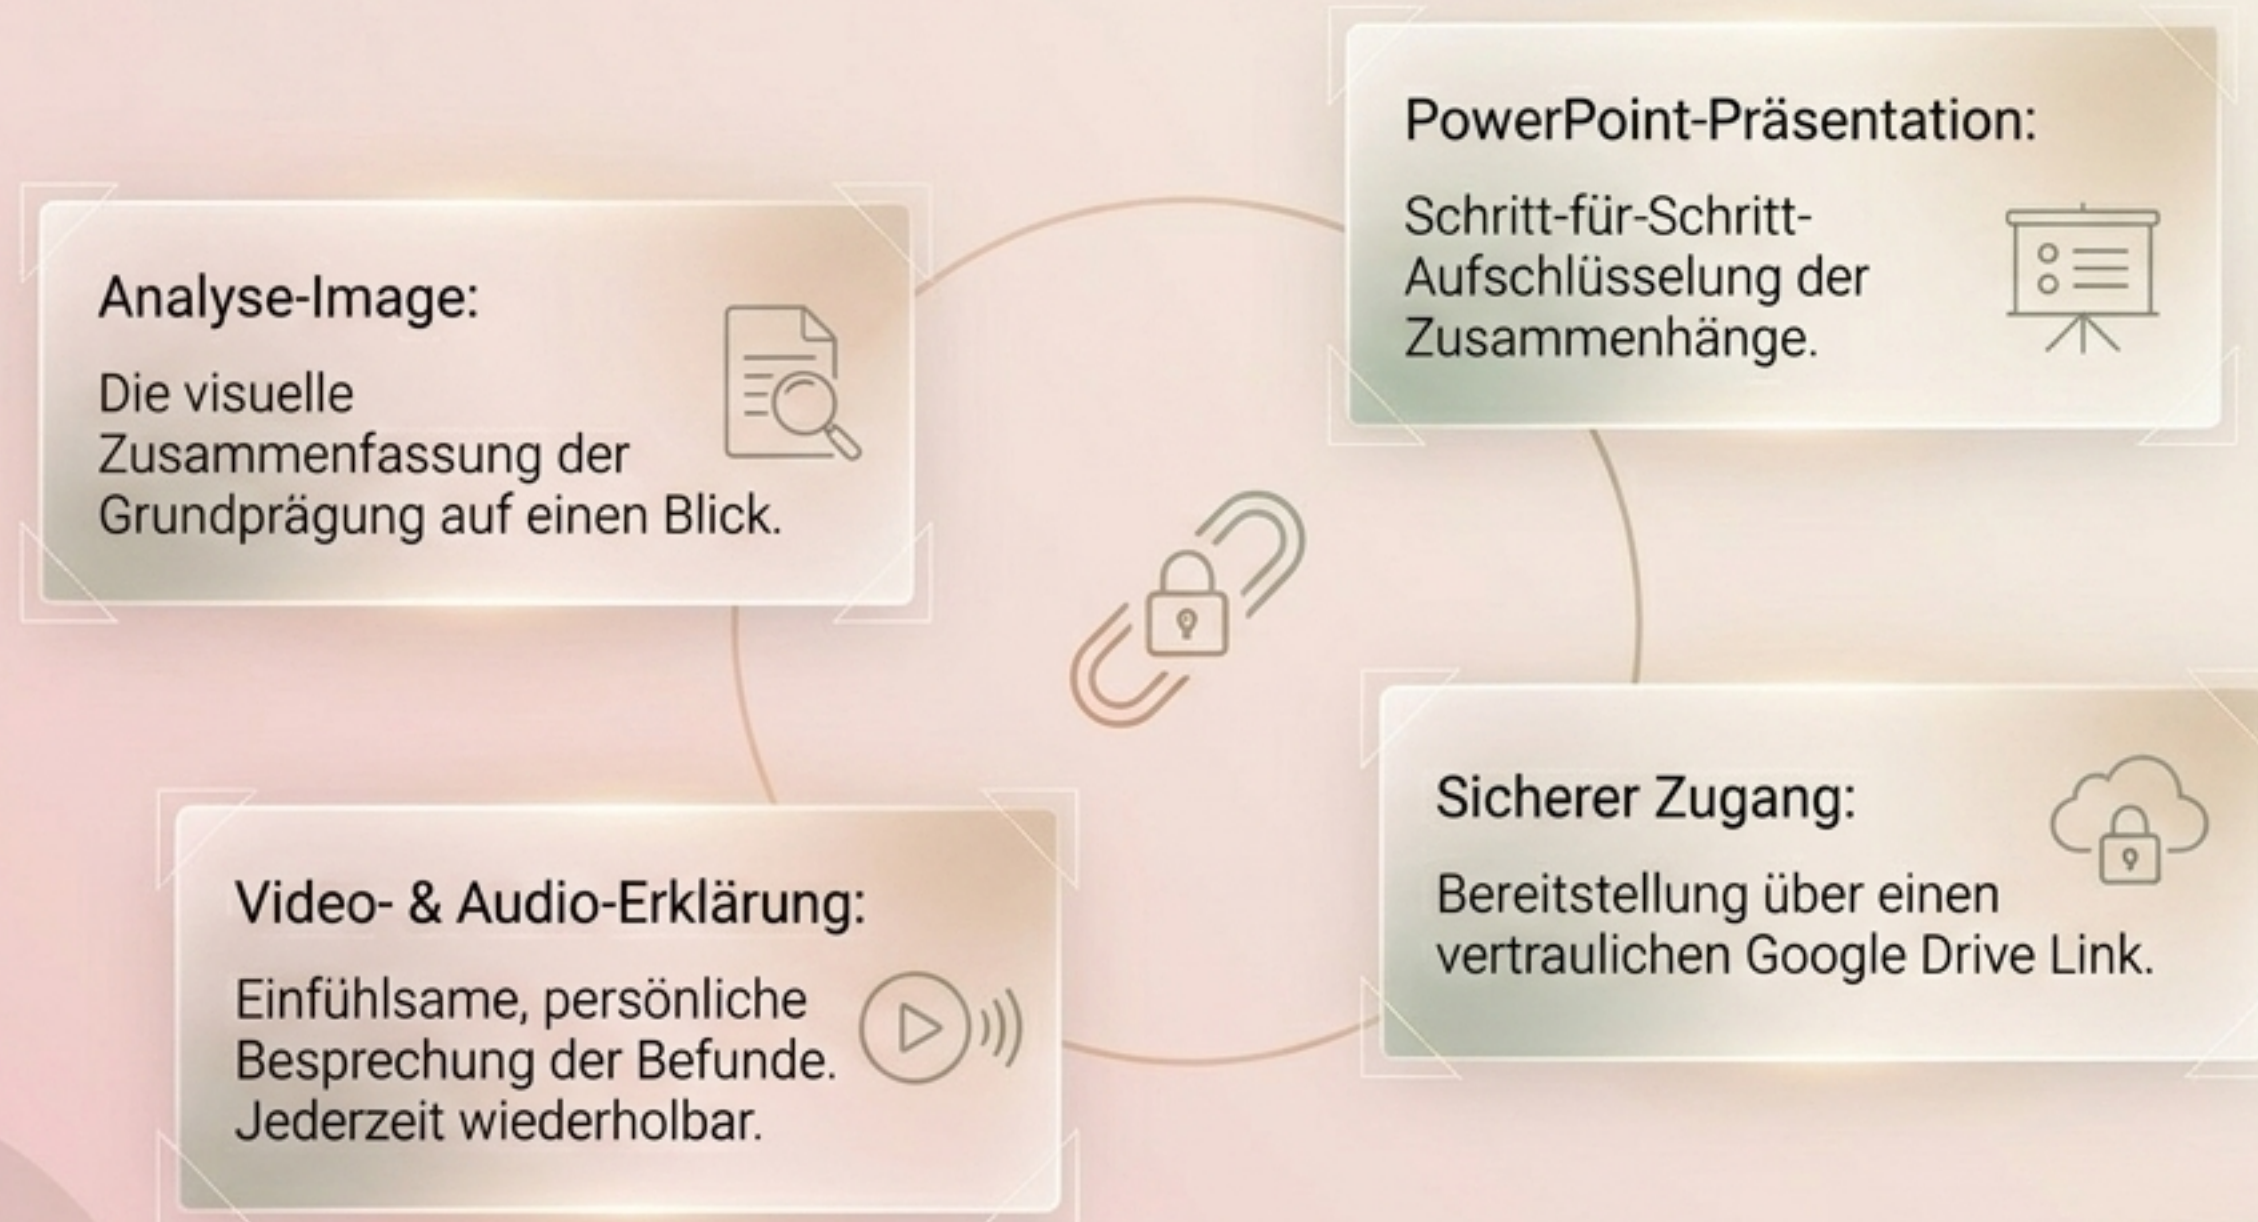 Analyse-Image:
Die visuelle
Zusammenfassung der
Grundprägung auf einen Blick.
PowerPoint-Präsentation:
Schritt-für-Schritt-
Aufschlüsselung der
Zusammenhänge.
Video- & Audio-Erklärung:
Einfühlsame, persönliche
Besprechung der Befunde.
Jederzeit wiederholbar.
Sicherer Zugang:
Bereitstellung über einen
vertraulichen Google Drive Link.